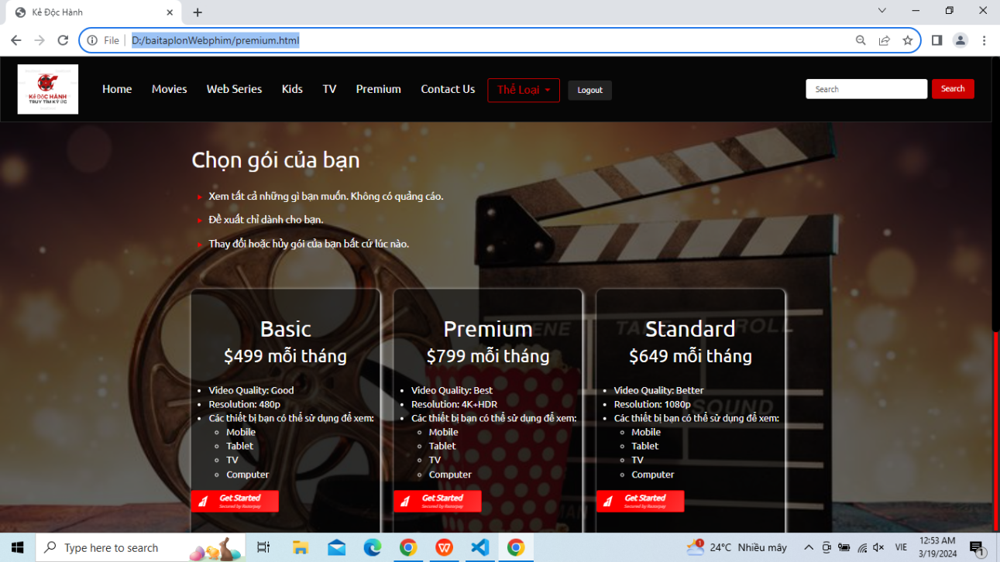 Kẻ Độc Hành
File
D:/baitaplonWebphim/premium.html
KẺ ĐỘC HÀNH
TRUY TÌM KÝ ỨC
Home Movies Web Series Kids TV Premium Contact Us Thể Loại Logout Search Search
Chọn gói của bạn
Xem tất cả những gì bạn muốn. Không có quảng cáo.
Đề xuất chỉ dành cho bạn.
Thay đổi hoặc hủy gói của bạn bất cứ lúc nào.
Basic
$499 mỗi tháng
Video Quality: Good
Resolution: 480p
Các thiết bị bạn có thể sử dụng để xem:
Mobile
Tablet
TV
Computer
Get Started
Secured by Razorpay
Premium
$799 mỗi tháng
Video Quality: Best
Resolution: 4K+HDR
Các thiết bị bạn có thể sử dụng để xem:
Mobile
Tablet
TV
Computer
Get Started
Secured by Razorpay
Standard
$649 mỗi tháng
Video Quality: Better
Resolution: 1080p
Các thiết bị bạn có thể sử dụng để xem:
Mobile
Tablet
TV
Computer
Get Started
Secured by Razorpay
SCENE TAKE ROLL
SOUND
Type here to search
1
24°C Nhiều mây
VIE
12:53 AM
3/19/2024
1